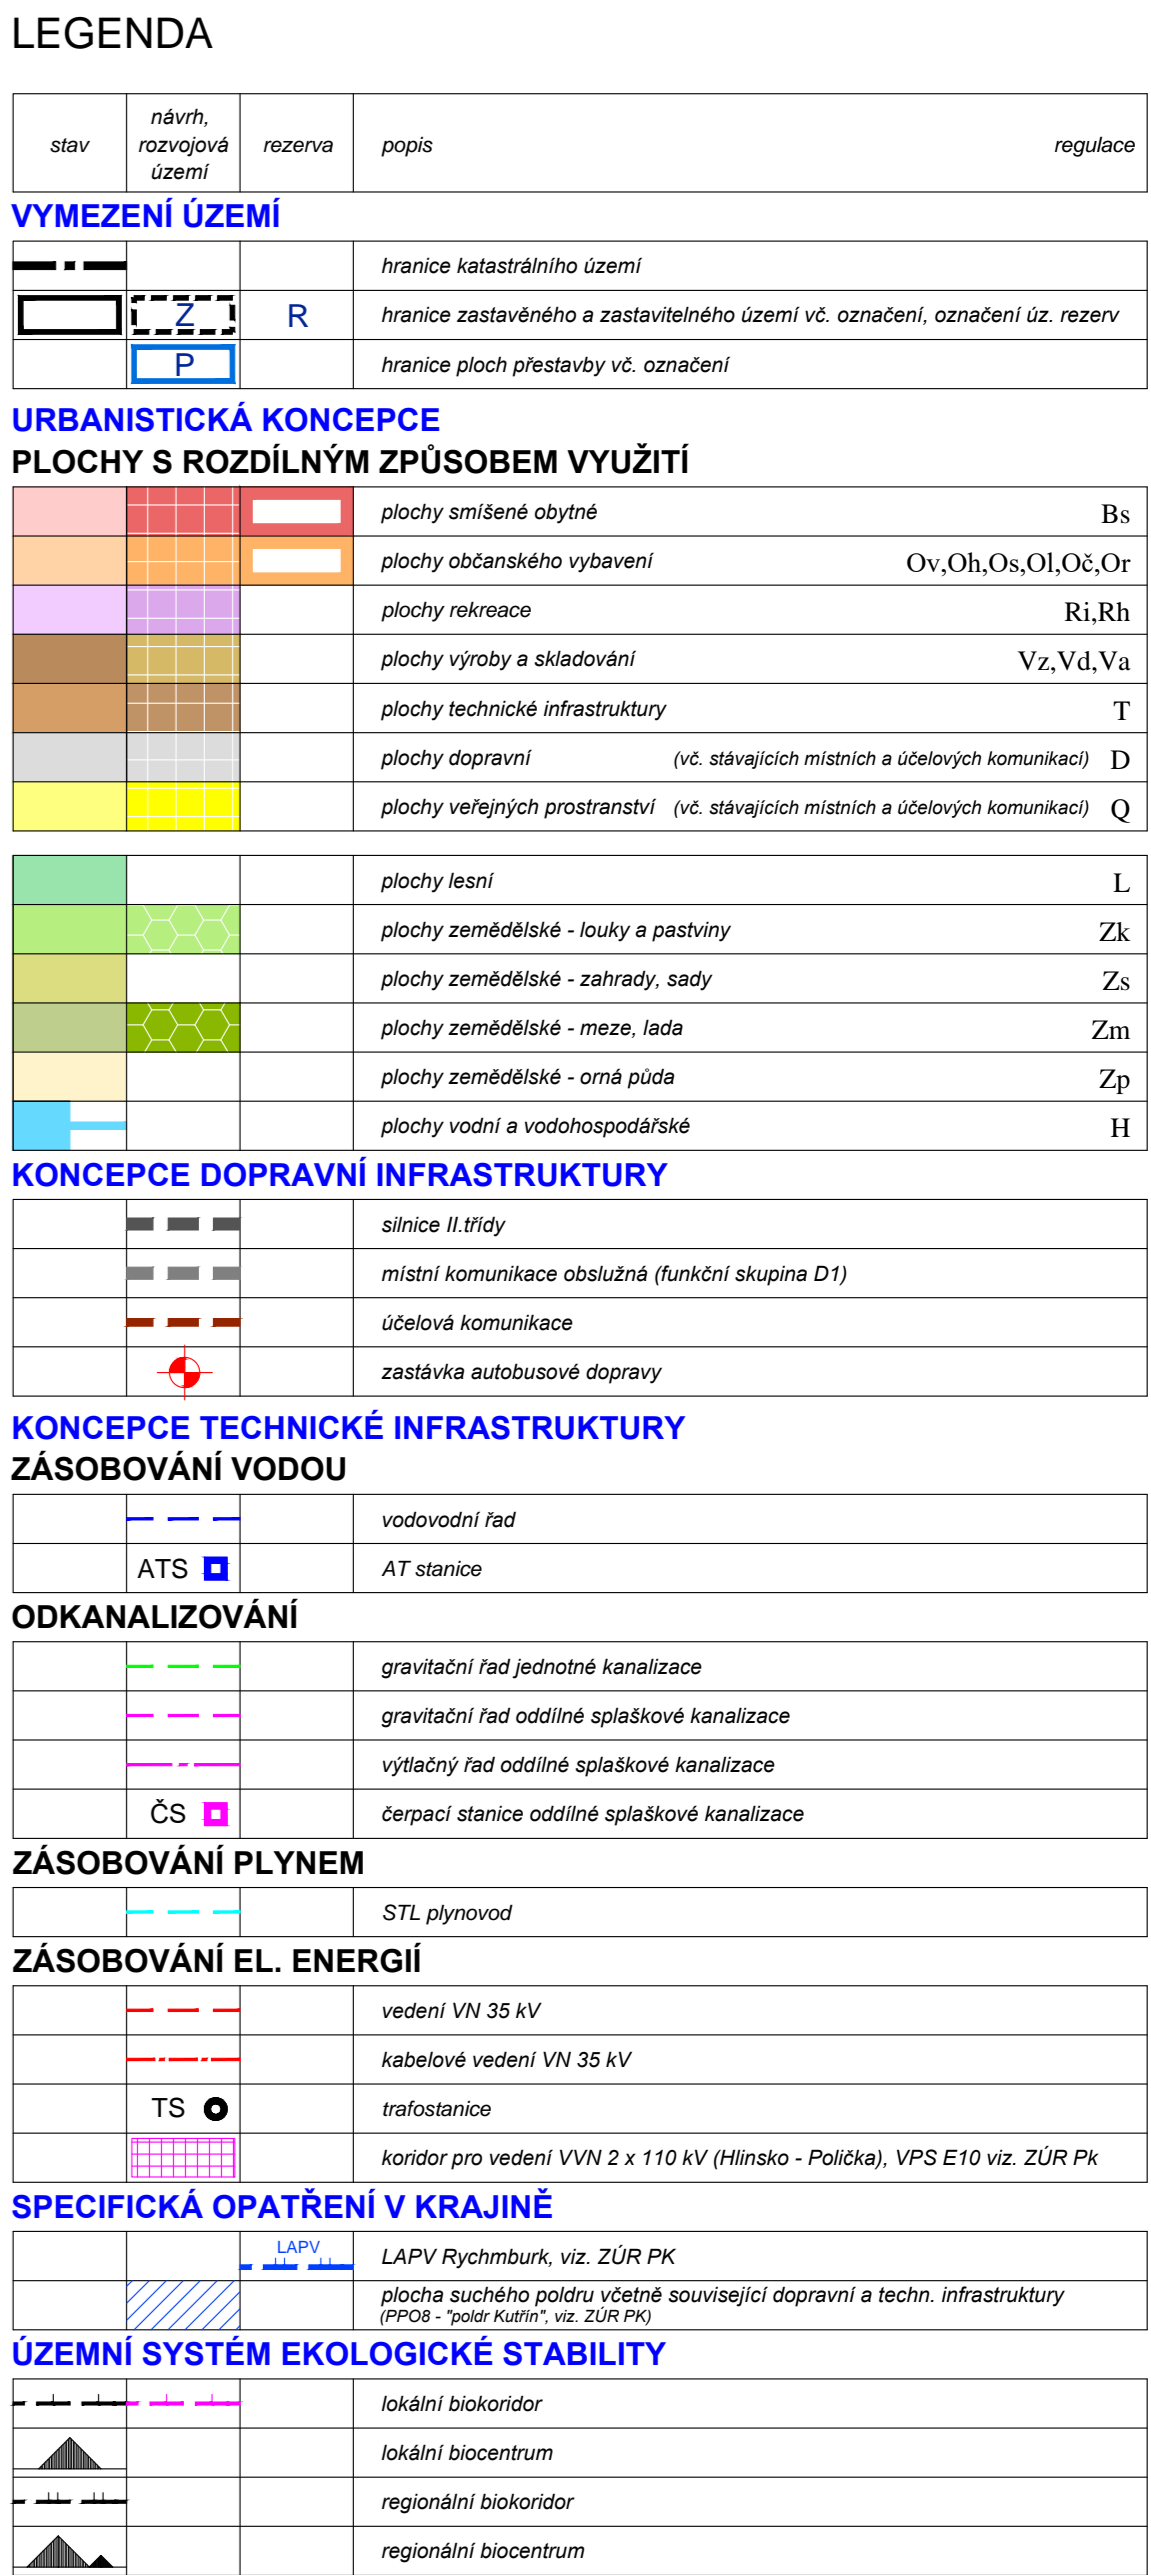 LEGENDA
stav
návrh,
rozvojová
území
rezerva
popis
regulace
VYMEZENÍ ÚZEMÍ
hranice katastrálního území
Z R hranice zastavěného a zastavitelného území vč. označení, označení úz. rezerv
P hranice ploch přestavby vč. označení
URBANISTICKÁ KONCEPCE
PLOCHY S ROZDÍLNÝM ZPŮSOBEM VYUŽITÍ
plochy smíšené obytné Bs
plochy občanského vybavení Ov,Oh,Os,Ol,Oč,Or
plochy rekreace Ri,Rh
plochy výroby a skladování Vz,Vd,Va
plochy technické infrastruktury T
plochy dopravní (vč. stávajících místních a účelových komunikací) D
plochy veřejných prostranství (vč. stávajících místních a účelových komunikací) Q
plochy lesní L
plochy zemědělské - louky a pastviny Zk
plochy zemědělské - zahrady, sady Zs
plochy zemědělské - meze, lada Zm
plochy zemědělské - orná půda Zp
plochy vodní a vodohospodářské H
KONCEPCE DOPRAVNÍ INFRASTRUKTURY
silnice II.třídy
místní komunikace obslužná (funkční skupina D1)
účelová komunikace
zastávka autobusové dopravy
KONCEPCE TECHNICKÉ INFRASTRUKTURY
ZÁSOBOVÁNÍ VODOU
vodovodní řad
ATS AT stanice
ODKANALIZOVÁNÍ
gravitační řad jednotné kanalizace
gravitační řad oddílné splaškové kanalizace
výtlačný řad oddílné splaškové kanalizace
ČS čerpací stanice oddílné splaškové kanalizace
ZÁSOBOVÁNÍ PLYNEM
STL plynovod
ZÁSOBOVÁNÍ EL. ENERGIÍ
vedení VN 35 kV
kabelové vedení VN 35 kV
TS trafostanice
koridor pro vedení VVN 2 x 110 kV (Hlinsko - Polička), VPS E10 viz. ZÚR Pk
SPECIFICKÁ OPATŘENÍ V KRAJINĚ
LAPV LAPV Rychmburk, viz. ZÚR PK
plocha suchého poldru včetně související dopravní a techn. infrastruktury
(PPO8 - "poldr Kutřín", viz. ZÚR PK)
ÚZEMNÍ SYSTÉM EKOLOGICKÉ STABILITY
lokální biokoridor
lokální biocentrum
regionální biokoridor
regionální biocentrum